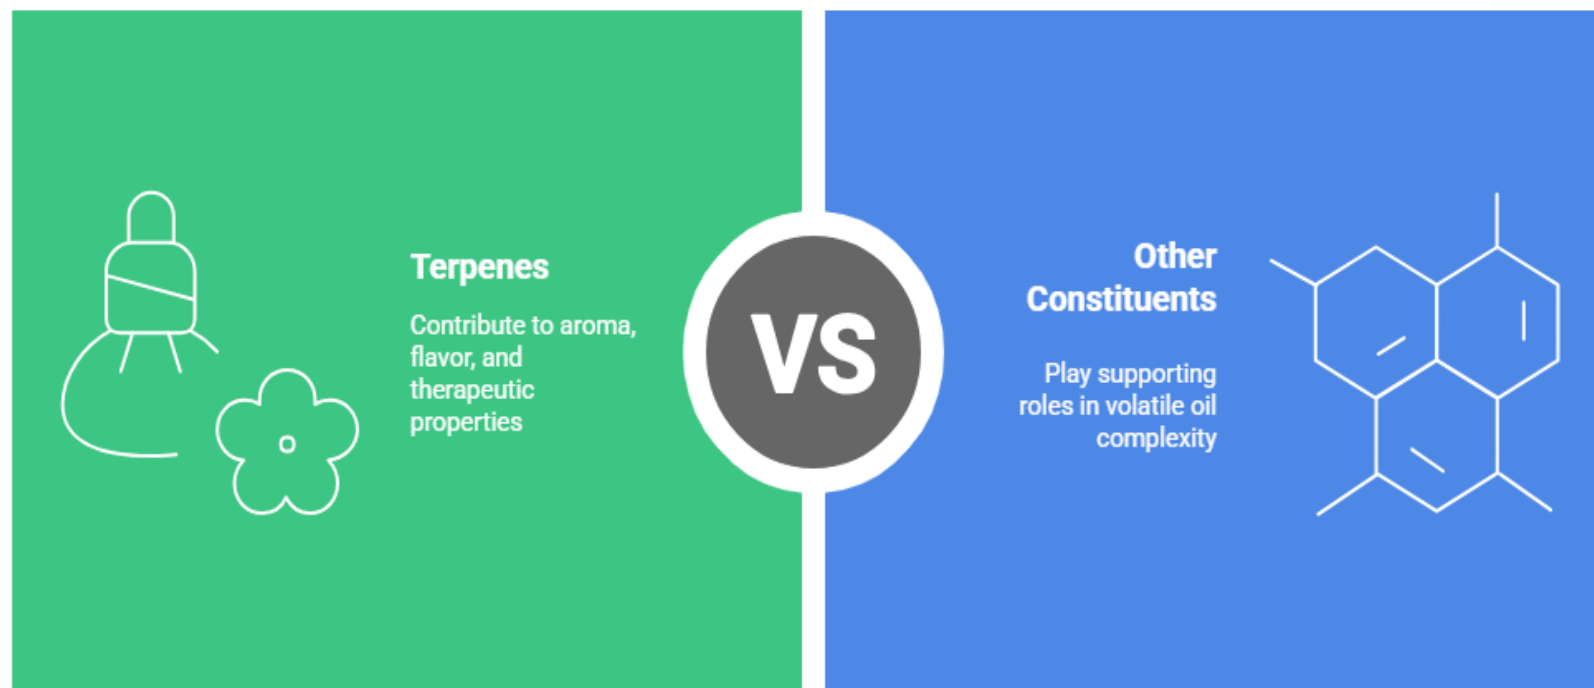 Terpenes
Contribute to aroma,
flavor, and
therapeutic
properties
VS
Other
Constituents
Play supporting
roles in volatile oil
complexity